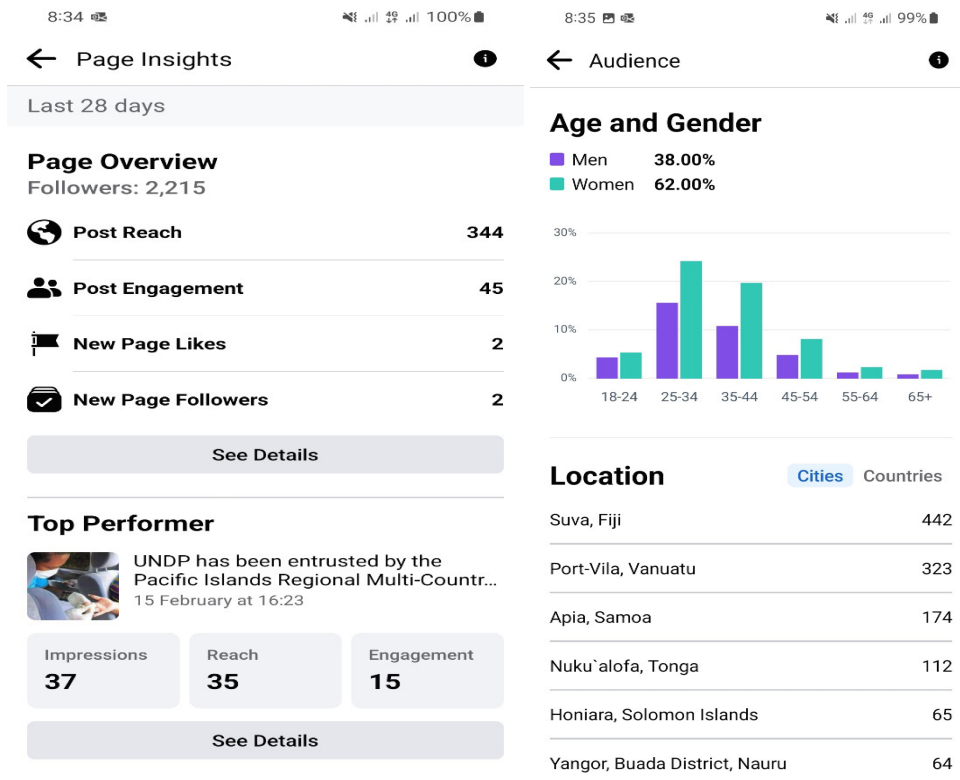 8:34
4G
100%
Page Insights
Last 28 days
Page Overview
Followers: 2,215
Post Reach 344
Post Engagement 45
New Page Likes 2
New Page Followers 2
See Details
Top Performer
UNDP has been entrusted by the
Pacific Islands Regional Multi-Countr...
15 February at 16:23
Impressions
37
Reach
35
Engagement
15
See Details
8:35
4G
99%
Audience
Age and Gender
Men 38.00%
Women 62.00%
30%
20%
10%
0%
18-24 25-34 35-44 45-54 55-64 65+
Location Cities Countries
Suva, Fiji 442
Port-Vila, Vanuatu 323
Apia, Samoa 174
Nuku`alofa, Tonga 112
Honiara, Solomon Islands 65
Yangor, Buada District, Nauru 64